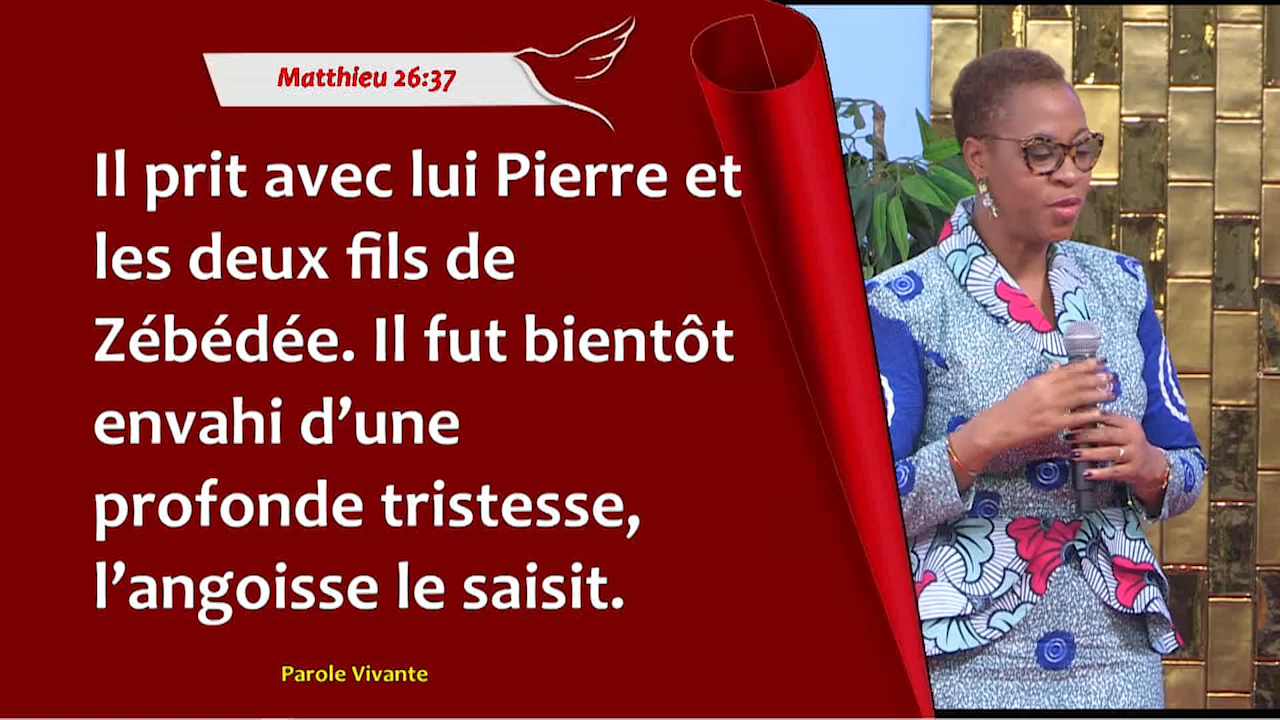 Matthieu 26:37
Il prit avec lui Pierre et
les deux fils de
Zébédée. Il fut bientôt
envahi d’une
profonde tristesse,
l’angoisse le saisit.
Parole Vivante